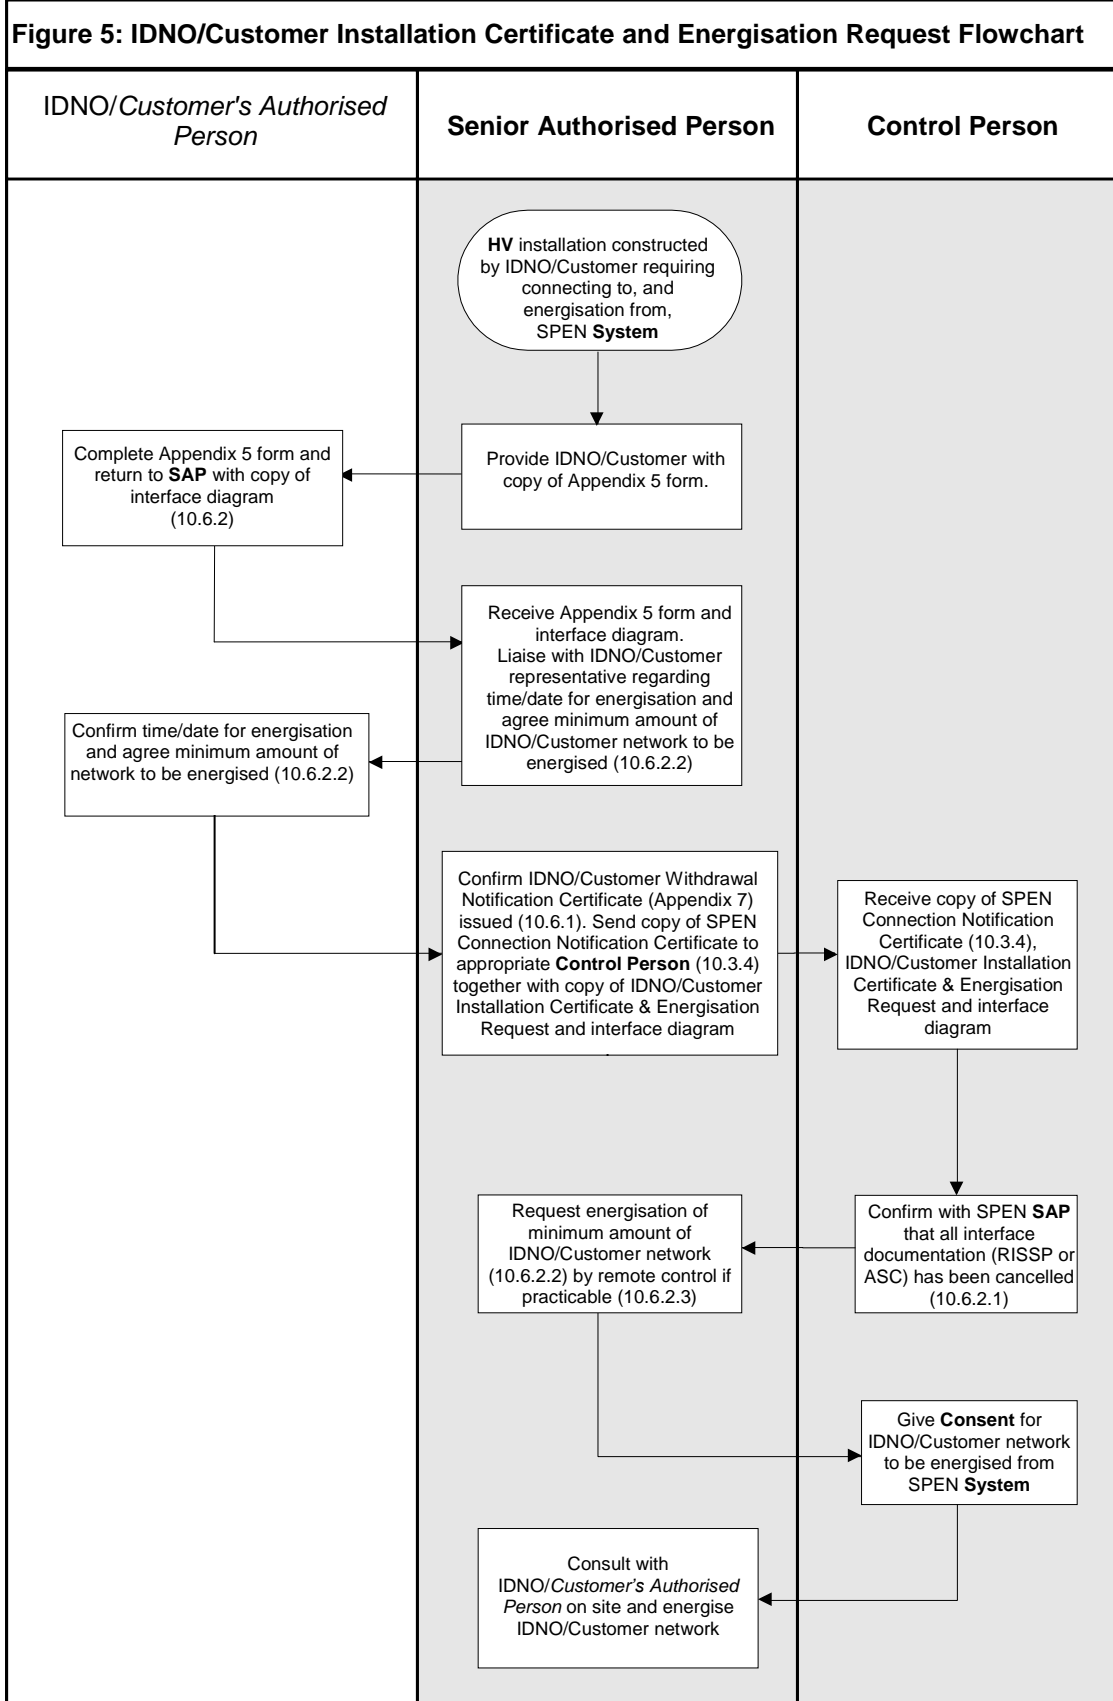 Figure 5: IDNO/Customer Installation Certificate and Energisation Request Flowchart
IDNO/Customer's Authorised
Person
Senior Authorised Person
Control Person
HV installation constructed
by IDNO/Customer requiring
connecting to, and
energisation from,
SPEN System
Provide IDNO/Customer with
copy of Appendix 5 form.
Complete Appendix 5 form and
return to SAP with copy of
interface diagram
(10.6.2)
Receive Appendix 5 form and
interface diagram.
Liaise with IDNO/Customer
representative regarding
time/date for energisation and
agree minimum amount of
IDNO/Customer network to be
energised (10.6.2.2)
Confirm time/date for energisation
and agree minimum amount of
network to be energised (10.6.2.2)
Confirm IDNO/Customer Withdrawal
Notification Certificate (Appendix 7)
issued (10.6.1). Send copy of SPEN
Connection Notification Certificate to
appropriate Control Person (10.3.4)
together with copy of IDNO/Customer
Installation Certificate & Energisation
Request and interface diagram
Receive copy of SPEN
Connection Notification
Certificate (10.3.4),
IDNO/Customer Installation
Certificate & Energisation
Request and interface
diagram
Confirm with SPEN SAP
that all interface
documentation (RISSP or
ASC) has been cancelled
(10.6.2.1)
Request energisation of
minimum amount of
IDNO/Customer network
(10.6.2.2) by remote control if
practicable (10.6.2.3)
Give Consent for
IDNO/Customer network
to be energised from
SPEN System
Consult with
IDNO/Customer's Authorised
Person on site and energise
IDNO/Customer network